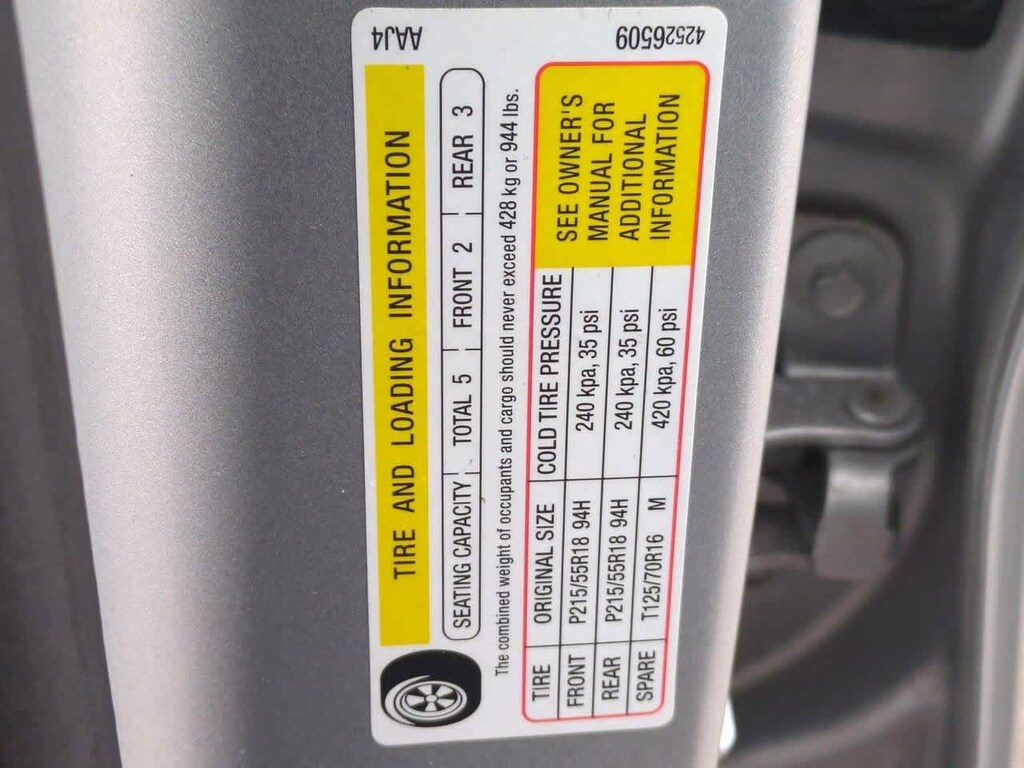 TIRE AND LOADING INFORMATION
SEATING CAPACITY TOTAL 5 FRONT 2 REAR 3
The combined weight of occupants and cargo should never exceed 428 kg or 944 lbs.
TIRE ORIGINAL SIZE COLD TIRE PRESSURE
FRONT P215/55R18 94H 240 kpa, 35 psi
REAR P215/55R18 94H 240 kpa, 35 psi
SPARE T125/70R16 M 420 kpa, 60 psi
SEE OWNER'S
MANUAL FOR
ADDITIONAL
INFORMATION
AAJ4
42526509